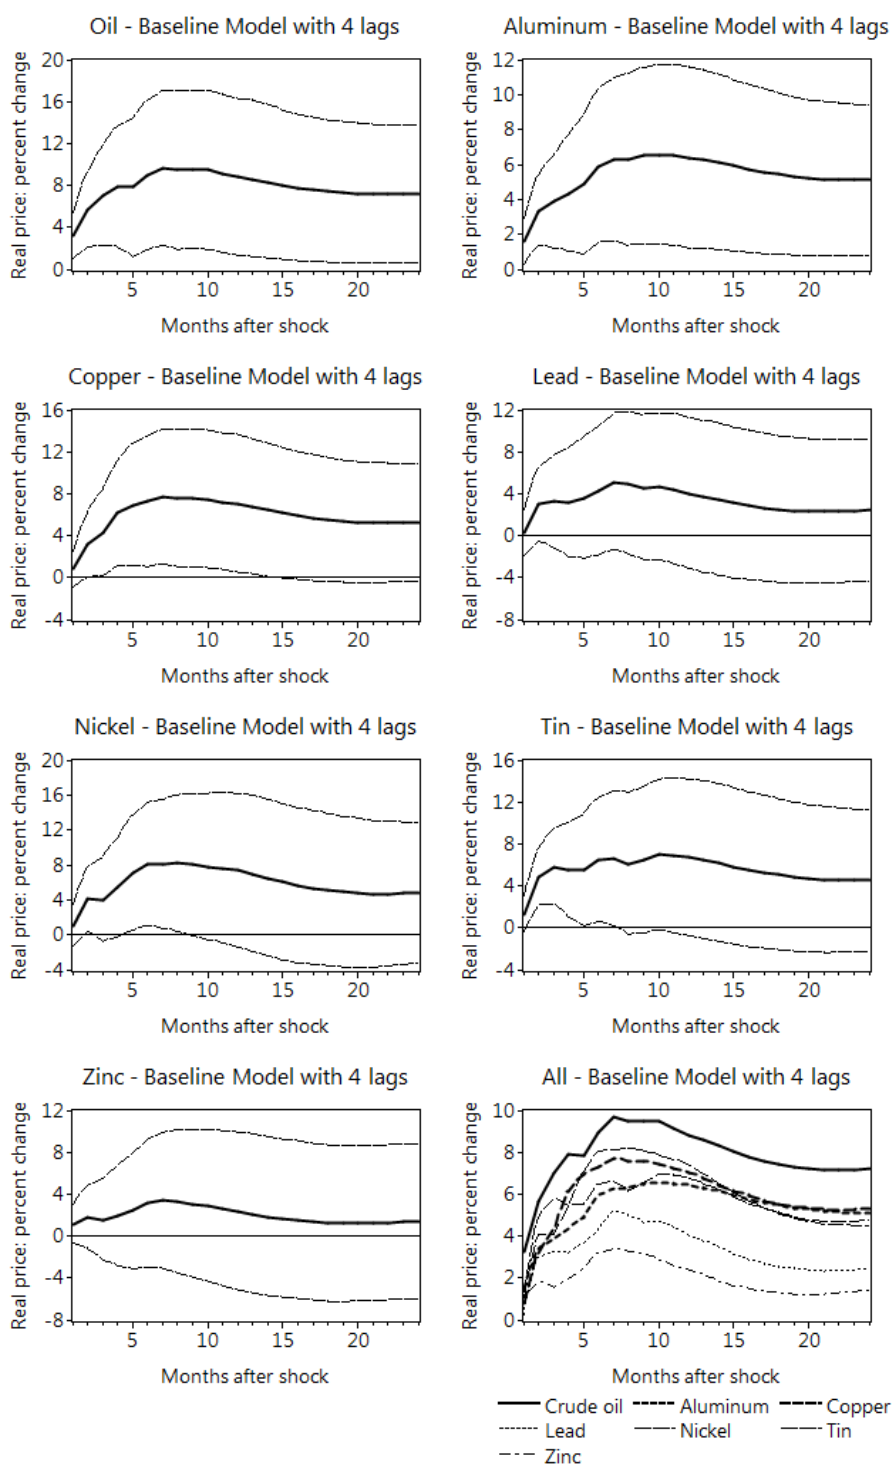 Oil - Baseline Model with 4 lags
Real price: percent change
20
16
12
8
4
0
5 10 15 20
Months after shock
Aluminum - Baseline Model with 4 lags
Real price: percent change
12
10
8
6
4
2
0
5 10 15 20
Months after shock
Copper - Baseline Model with 4 lags
Real price: percent change
16
12
8
4
0
-4
5 10 15 20
Months after shock
Lead - Baseline Model with 4 lags
Real price: percent change
12
8
4
0
-4
-8
5 10 15 20
Months after shock
Nickel - Baseline Model with 4 lags
Real price: percent change
20
16
12
8
4
0
-4
5 10 15 20
Months after shock
Tin - Baseline Model with 4 lags
Real price: percent change
16
12
8
4
0
-4
5 10 15 20
Months after shock
Zinc - Baseline Model with 4 lags
Real price: percent change
12
8
4
0
-4
-8
5 10 15 20
Months after shock
All - Baseline Model with 4 lags
Real price: percent change
10
8
6
4
2
0
5 10 15 20
Months after shock
Crude oil Aluminum Copper
Lead Nickel Tin
Zinc